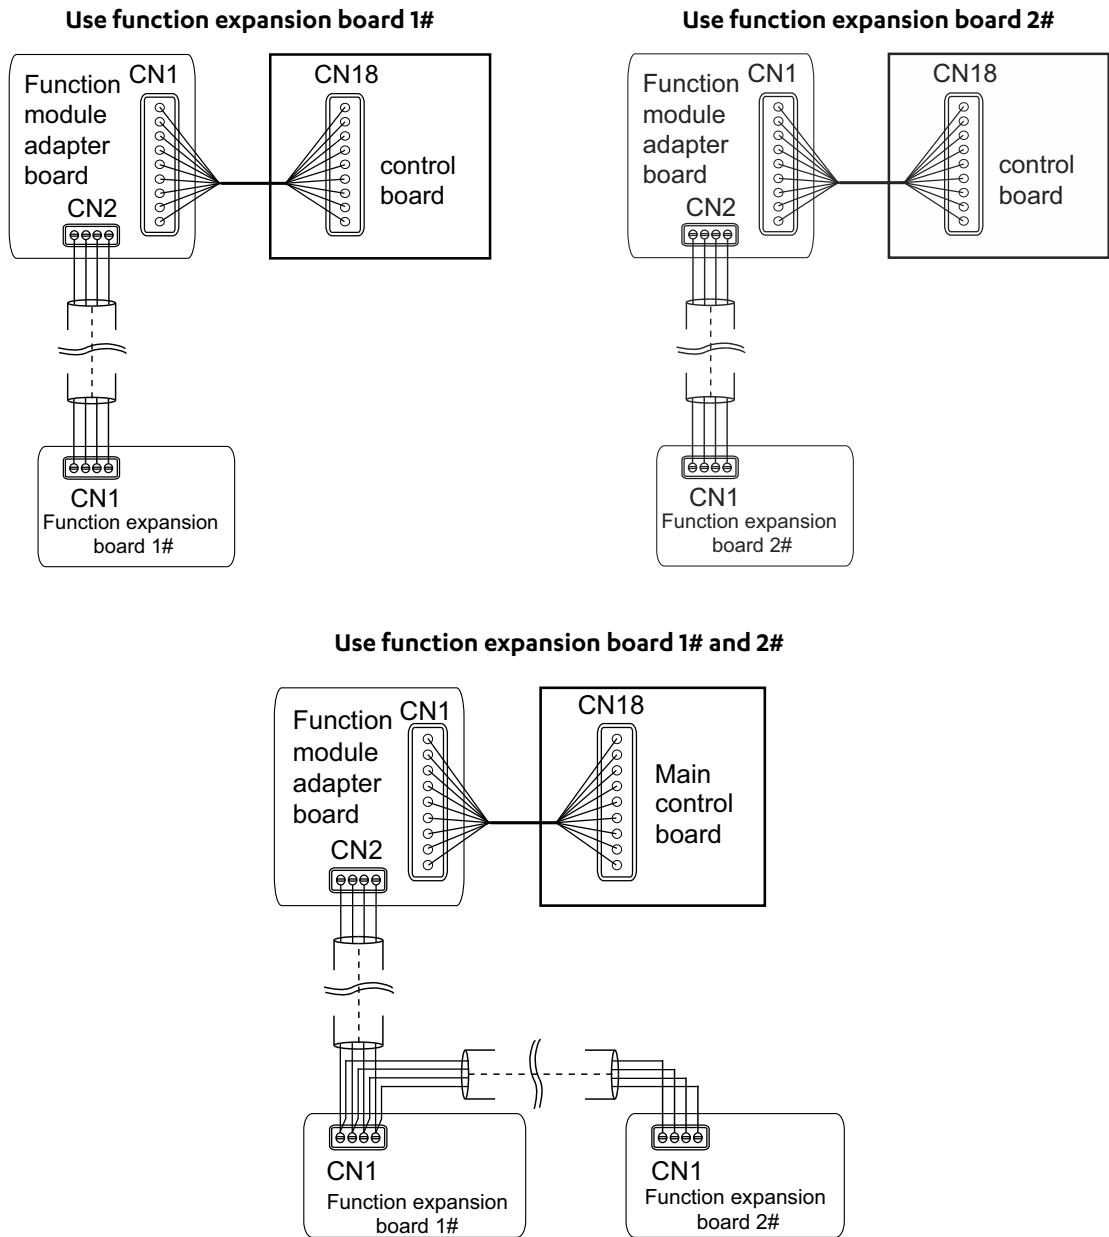 Use function expansion board 1#
Function
module
adapter
board
CN1
CN18
control
board
CN2
CN1
Function expansion
board 1#
Use function expansion board 2#
Function
module
adapter
board
CN1
CN18
control
board
CN2
CN1
Function expansion
board 2#
Use function expansion board 1# and 2#
Function
module
adapter
board
CN1
CN18
Main
control
board
CN2
CN1
Function expansion
board 1#
CN1
Function expansion
board 2#